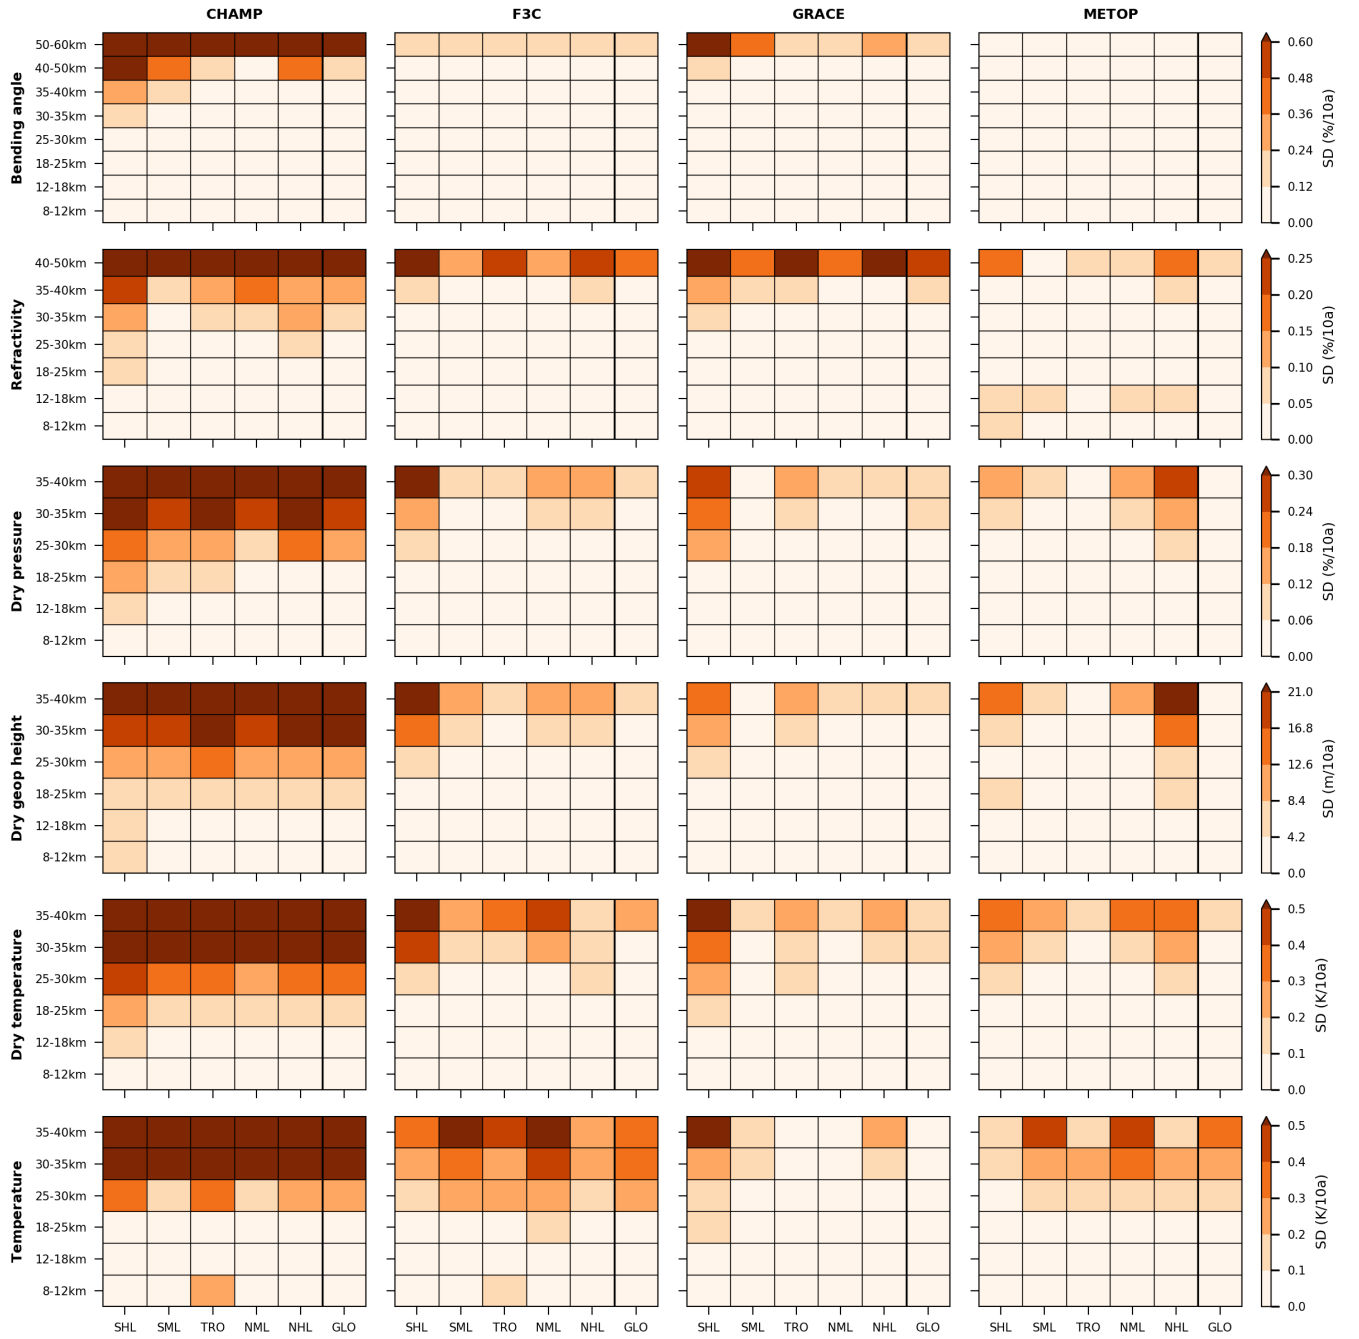 CHAMP F3C GRACE METOP
Bending angle
50-60km
40-50km
35-40km
30-35km
25-30km
18-25km
12-18km
8-12km
0.60
0.48
0.36
0.24
0.12
0.00
SD (%/10a)
Refractivity
40-50km
35-40km
30-35km
25-30km
18-25km
12-18km
8-12km
0.25
0.20
0.15
0.10
0.05
0.00
SD (%/10a)
Dry pressure
35-40km
30-35km
25-30km
18-25km
12-18km
8-12km
0.30
0.24
0.18
0.12
0.06
0.00
SD (%/10a)
Dry geop height
35-40km
30-35km
25-30km
18-25km
12-18km
8-12km
21.0
16.8
12.6
8.4
4.2
0.0
SD (m/10a)
Dry temperature
35-40km
30-35km
25-30km
18-25km
12-18km
8-12km
0.5
0.4
0.3
0.2
0.1
0.0
SD (K/10a)
Temperature
35-40km
30-35km
25-30km
18-25km
12-18km
8-12km
0.5
0.4
0.3
0.2
0.1
0.0
SD (K/10a)
SHL SML TRO NML NHL GLO SHL SML TRO NML NHL GLO SHL SML TRO NML NHL GLO SHL SML TRO NML NHL GLO